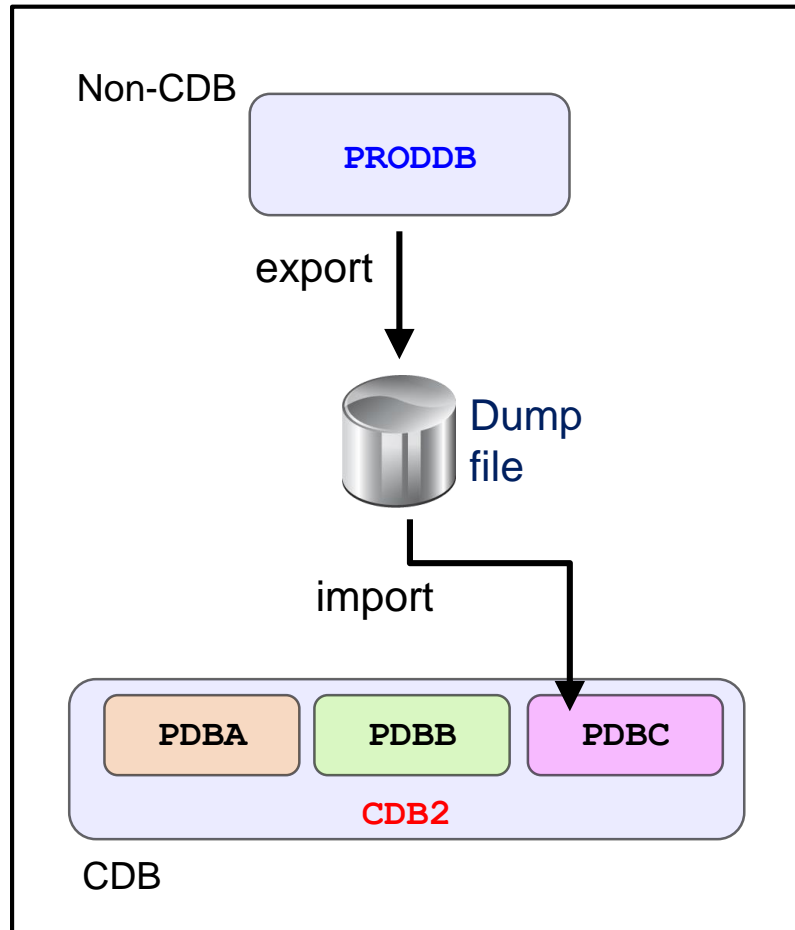 Non-CDB
PRODDB
export
Dump
file
import
PDBA
PDBB
PDBC
CDB2
CDB